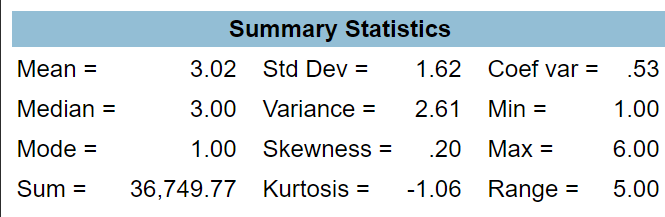 Summary Statistics
Mean = 3.02 Std Dev = 1.62 Coef var = .53
Median = 3.00 Variance = 2.61 Min = 1.00
Mode = 1.00 Skewness = .20 Max = 6.00
Sum = 36,749.77 Kurtosis = -1.06 Range = 5.00